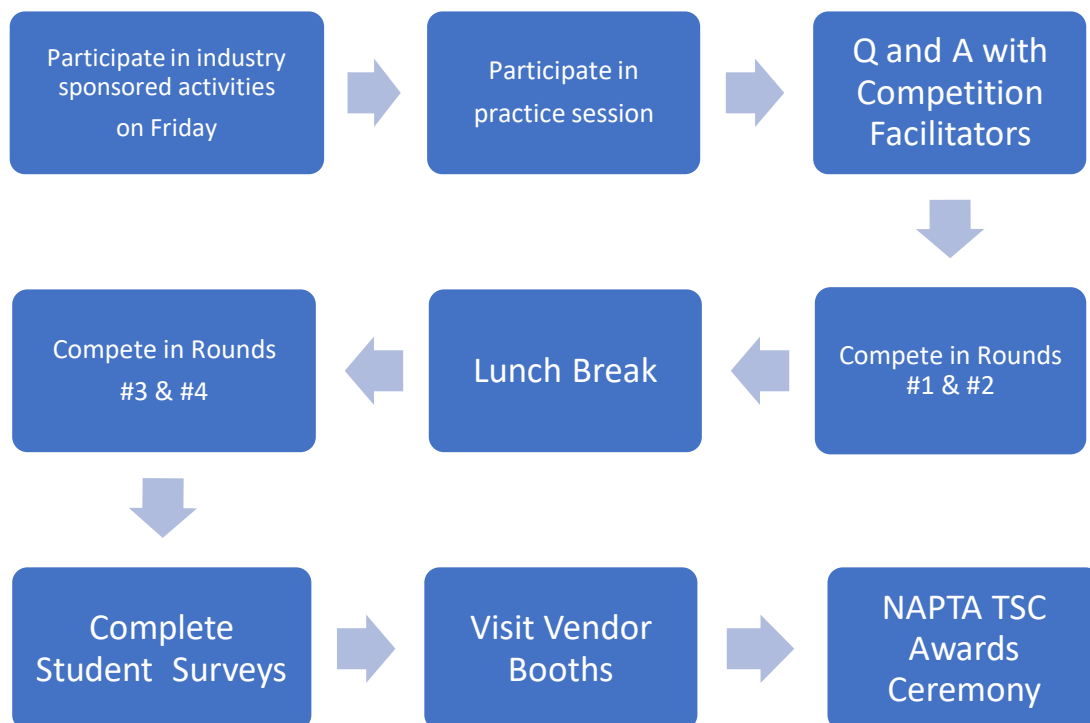 Participate in industry
sponsored activities
on Friday
Participate in
practice session
Q and A with
Competition
Facilitators
Compete in Rounds
#1 & #2
Lunch Break
Compete in Rounds
#3 & #4
Complete
Student Surveys
Visit Vendor
Booths
NAPTA TSC
Awards
Ceremony